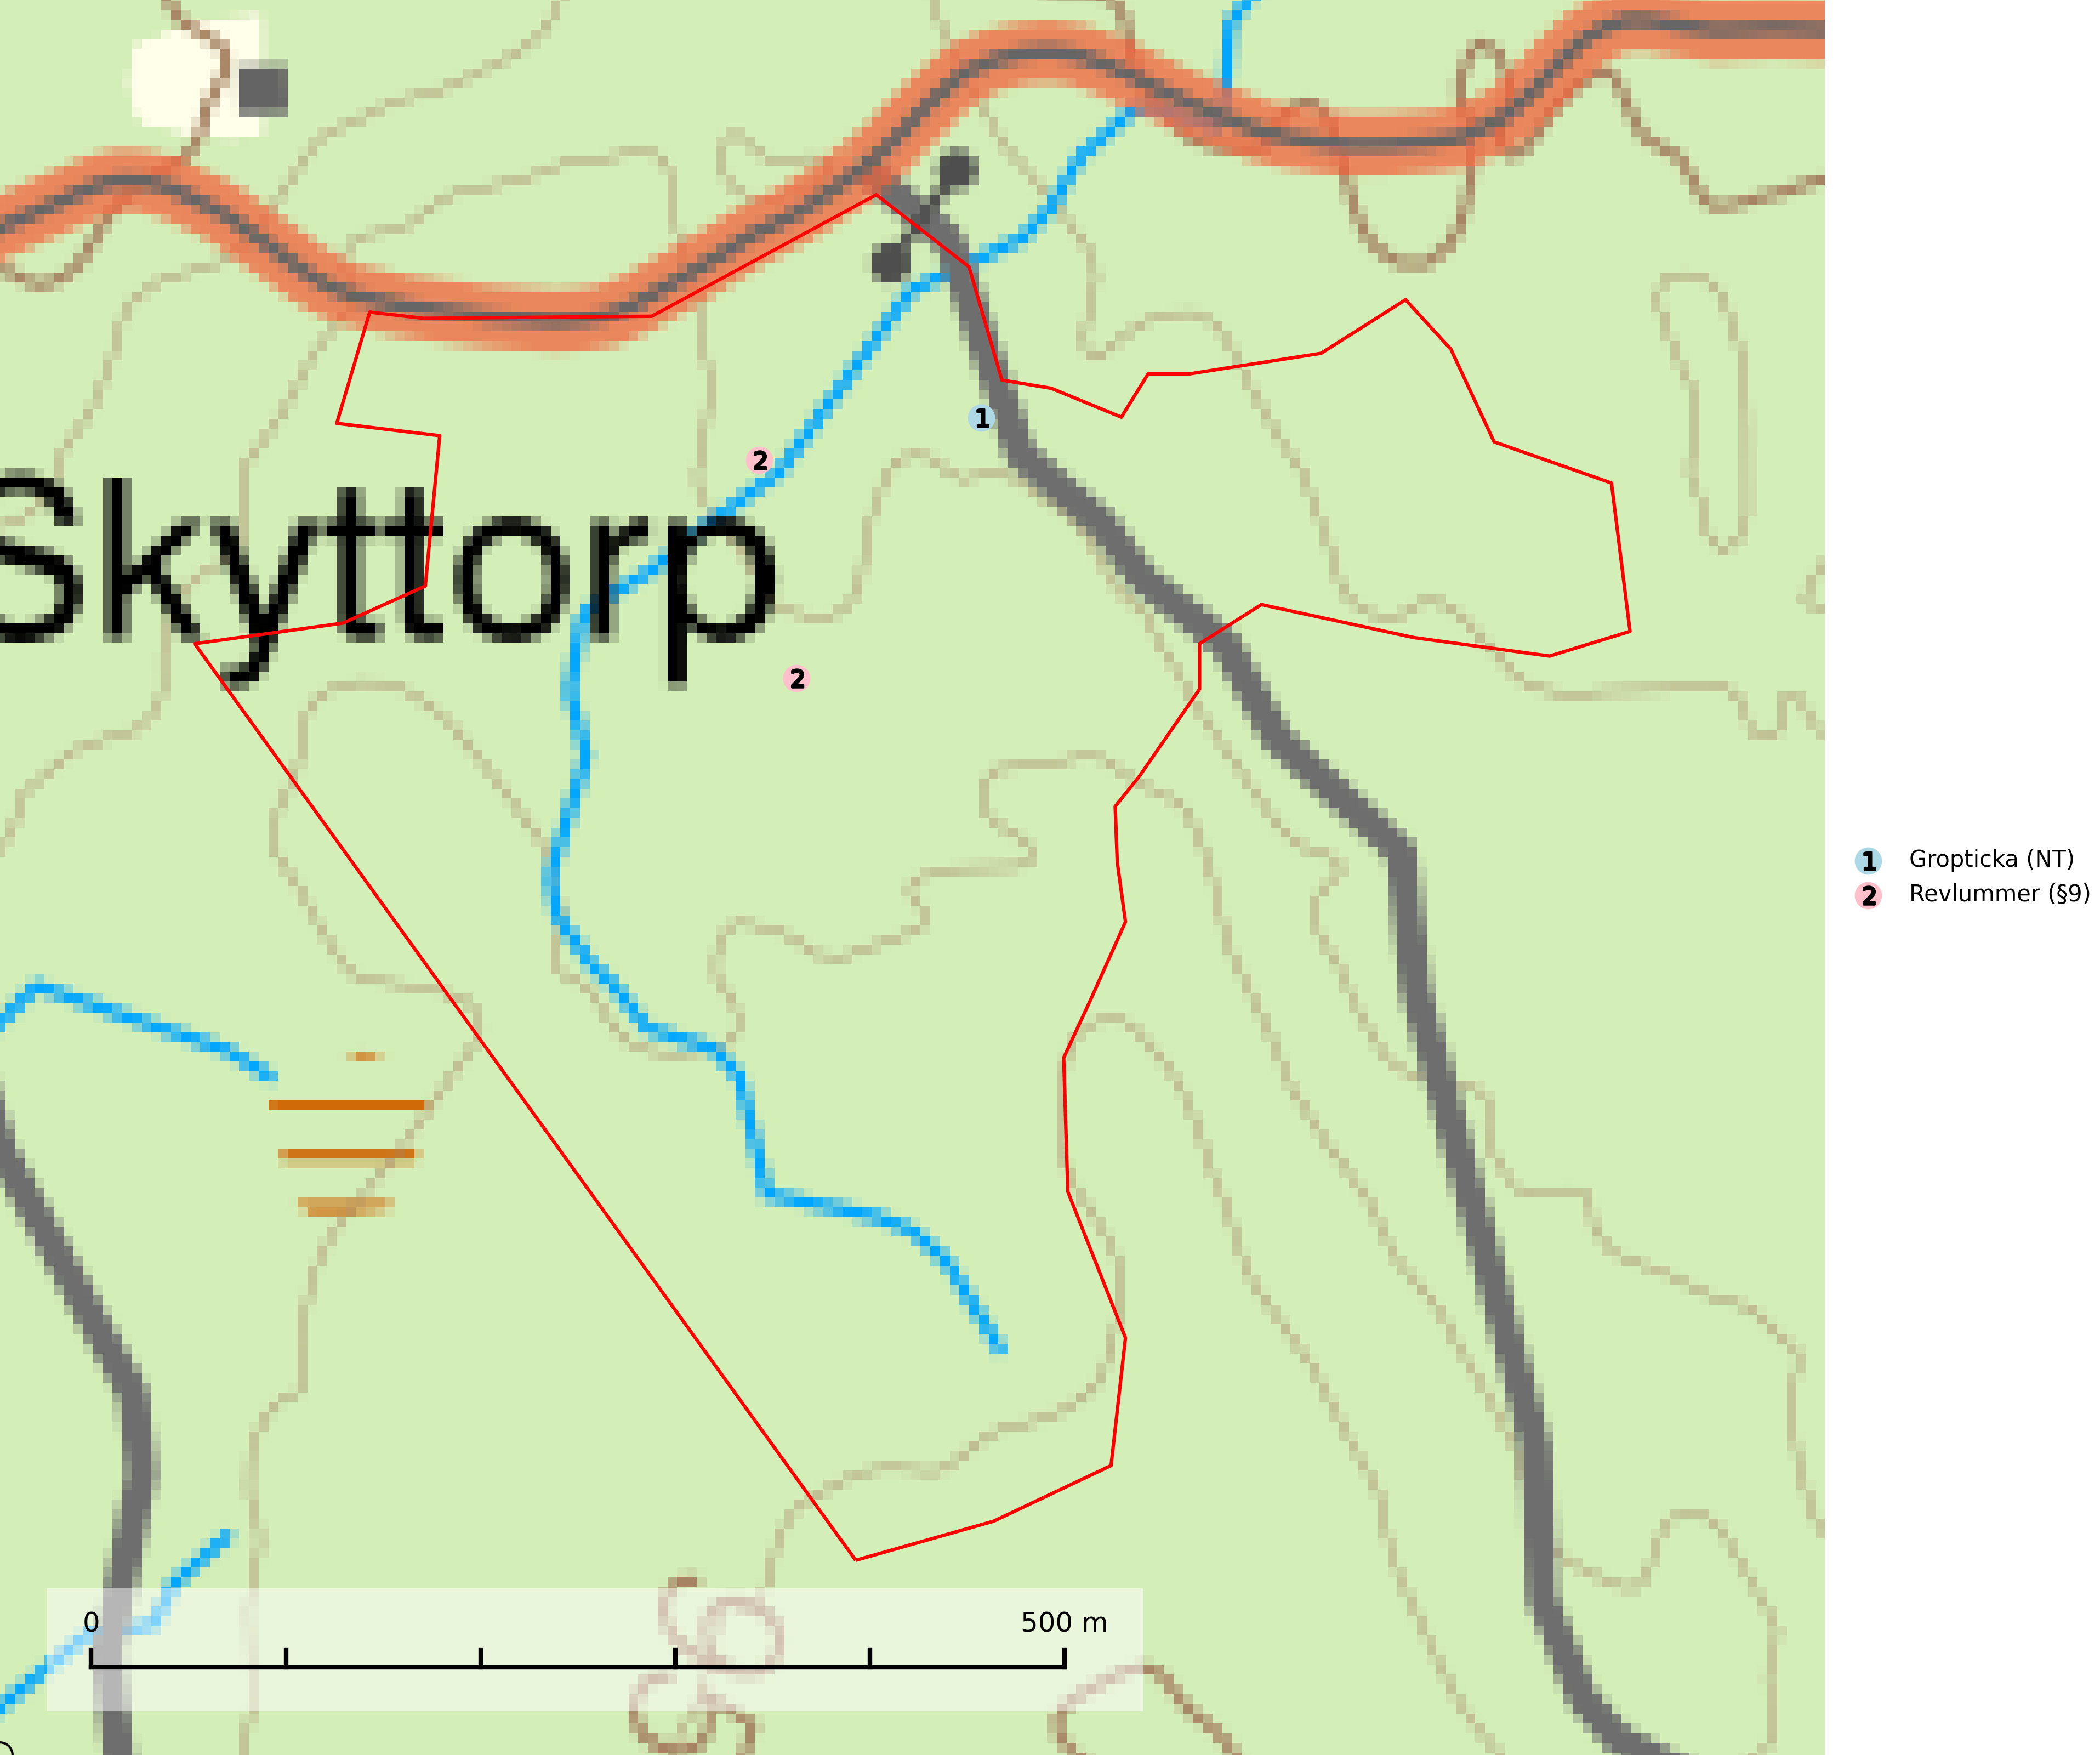 1
2
Skyttorp
2
1 Gropticka (NT)
2 Revlummer (§9)
0 500 m